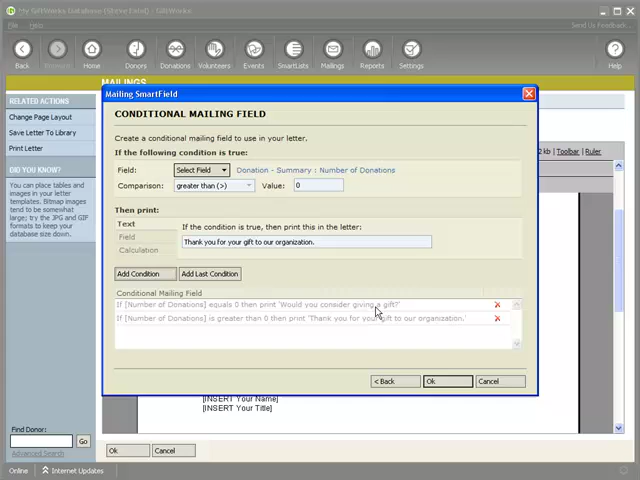 My GiftWorks Database [Steve Dietz] - GiftWorks
File
Help
Send Us Feedback...
Back
Home
Donors
Donations
Volunteers
Events
SmartLists
Mailings
Reports
Settings
Help
MAILINGS
RELATED ACTIONS
Change Page Layout
Save Letter To Library
Print Letter
DID YOU KNOW?
You can place tables and
images in your letter
templates. Bitmap images
tend to be somewhat
large; try the JPG and GIF
formats to keep your
database size down.
Mailing SmartField
CONDITIONAL MAILING FIELD
Create a conditional mailing field to use in your letter.
If the following condition is true:
Field: Select Field Donation - Summary : Number of Donations
Comparison: greater than (>) Value: 0
Then print:
Text
Field
Calculation
If the condition is true, then print this in the letter:
Thank you for your gift to our organization.
Add Condition Add Last Condition
Conditional Mailing Field
If [Number of Donations] equals 0 then print 'Would you consider giving a gift?'
If [Number of Donations] is greater than 0 then print 'Thank you for your gift to our organization.'
< Back Ok Cancel
2 kb | Toolbar | Ruler
[INSERT Your Name]
[INSERT Your Title]
Find Donor:
Go
Advanced Search
Ok Cancel
Online Internet Updates